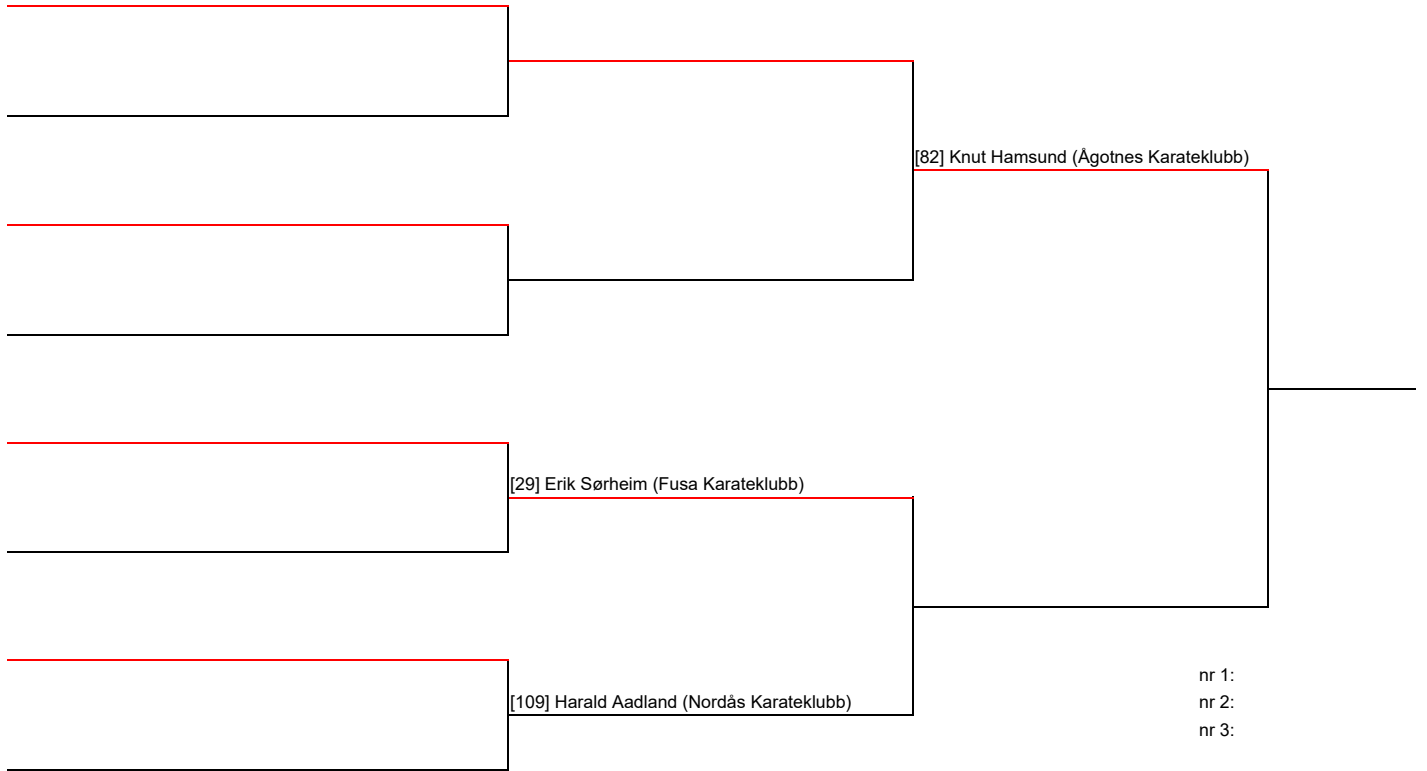 [82] Knut Hamsund (Ågotnes Karateklubb)
[29] Erik Sørheim (Fusa Karateklubb)
[109] Harald Aadland (Nordås Karateklubb)
nr 1:
nr 2:
nr 3: